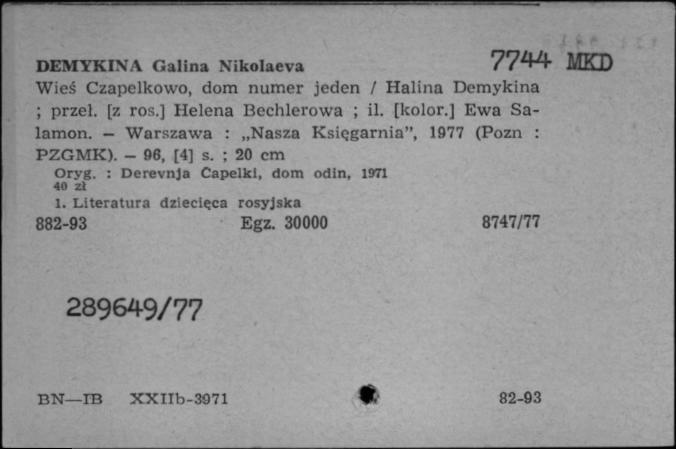 7744 MKD
DEMYKINA Galina Nikolaeva
Wieś Czapelkowo, dom numer jeden / Halina Demykina
; przeł. [z ros.] Helena Bechlerowa ; il. [kolor.] Ewa Sa-
lamon. — Warszawa : „Nasza Księgarnia”, 1977 (Pozn :
PZGMK). — 96, [4] s. ; 20 cm
Oryg. : Derevnja Čapelki, dom odin, 1971
40 zł
1. Literatura dziecięca rosyjska
882-93 Egz. 30000 8747/77
289649/77
BN—IB XXIIb-3971 82-93